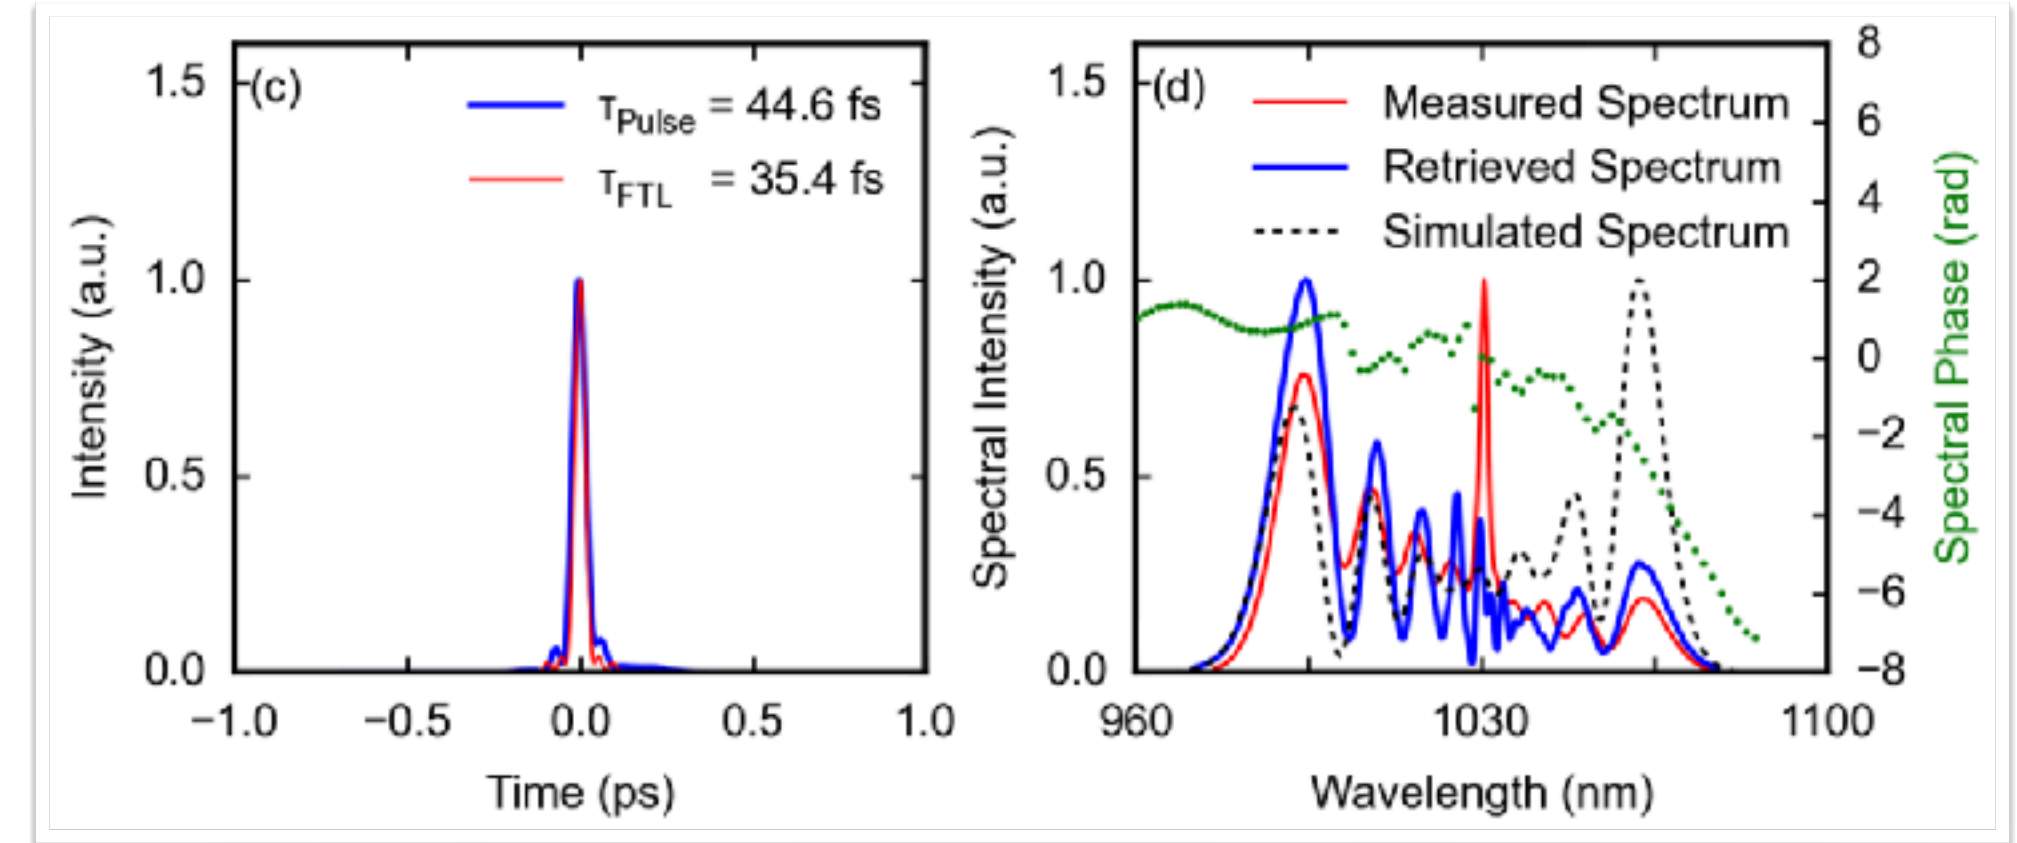 (c)
τPulse = 44.6 fs
τFTL = 35.4 fs
1.5
1.0
0.5
0.0
Intensity (a.u.)
−1.0 −0.5 0.0 0.5 1.0
Time (ps)
(d)
Measured Spectrum
Retrieved Spectrum
Simulated Spectrum
1.5
1.0
0.5
0.0
Spectral Intensity (a.u.)
8
6
4
2
0
−2
−4
−6
−8
Spectral Phase (rad)
960 1030 1100
Wavelength (nm)